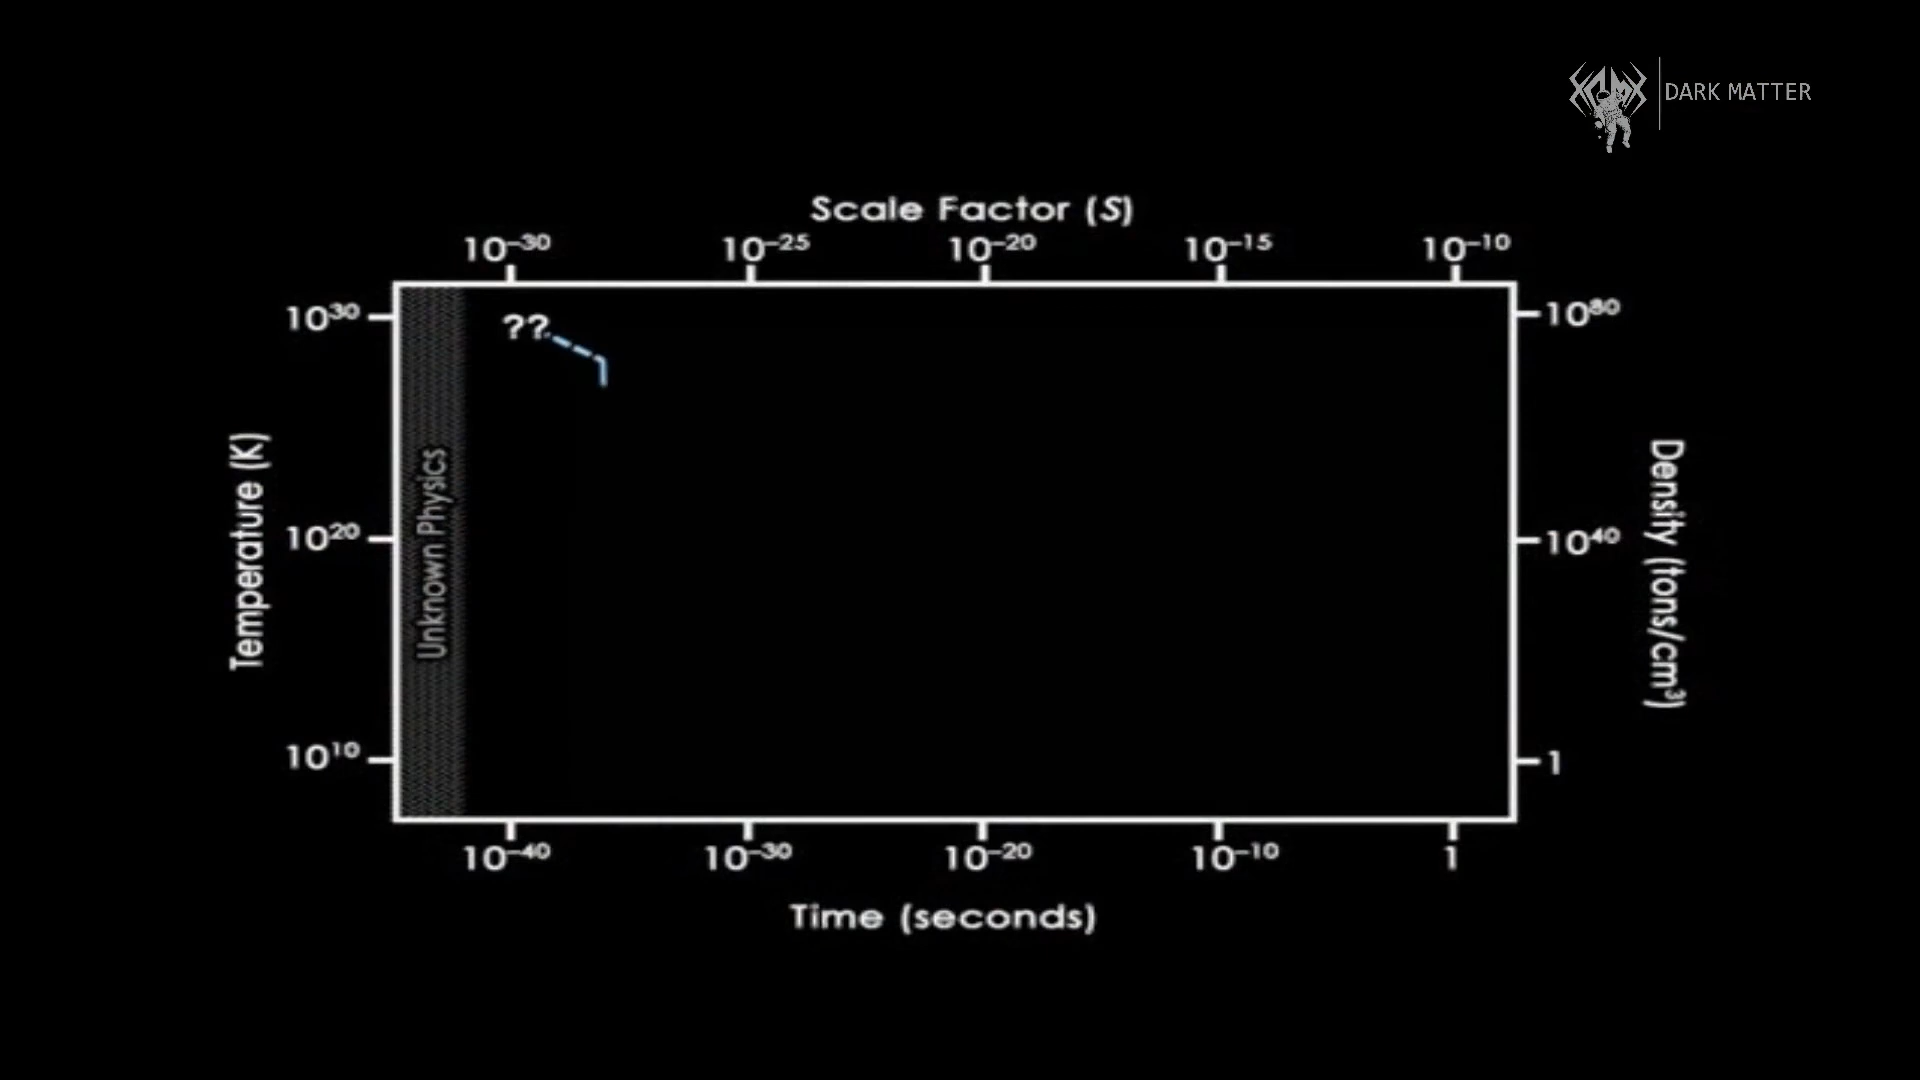 DARK MATTER
Scale Factor (S)
10⁻³⁰ 10⁻²⁵ 10⁻²⁰ 10⁻¹⁵ 10⁻¹⁰
10³⁰ ?? 10⁸⁰
Temperature (K)
Unknown Physics
Density (tons/cm³)
10²⁰ 10⁴⁰
10¹⁰ 1
10⁻⁴⁰ 10⁻³⁰ 10⁻²⁰ 10⁻¹⁰ 1
Time (seconds)